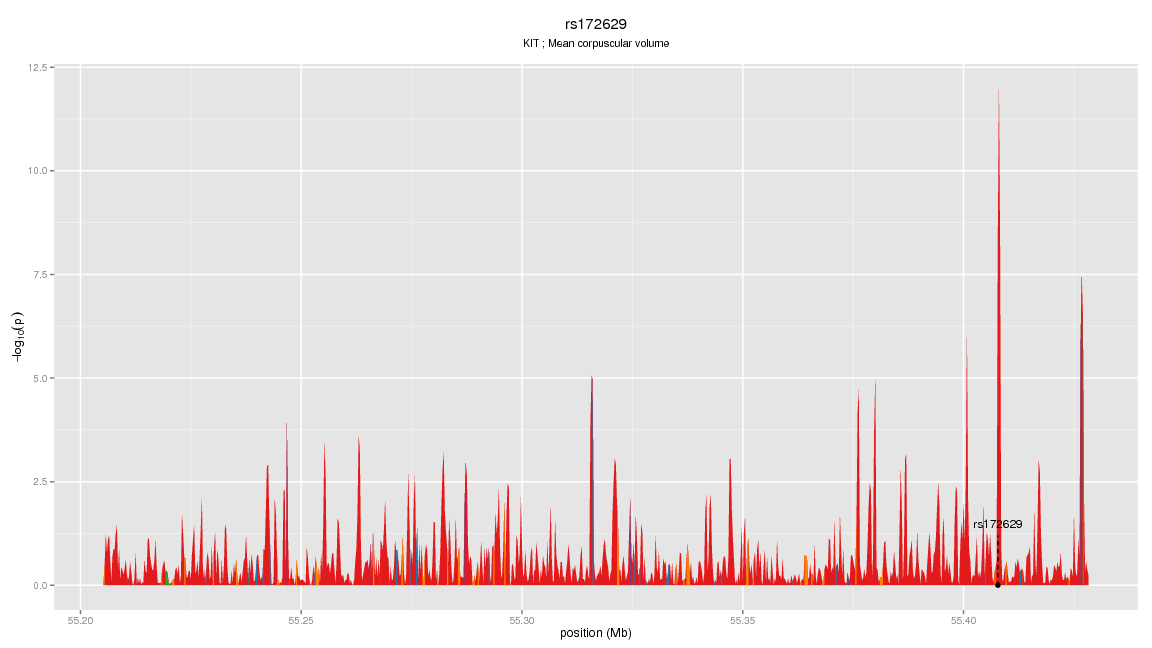 rs172629
KIT ; Mean corpuscular volume
12.5
10.0
7.5
5.0
2.5
0.0
−log10(p)
rs172629
55.20
55.25
55.30
55.35
55.40
position (Mb)